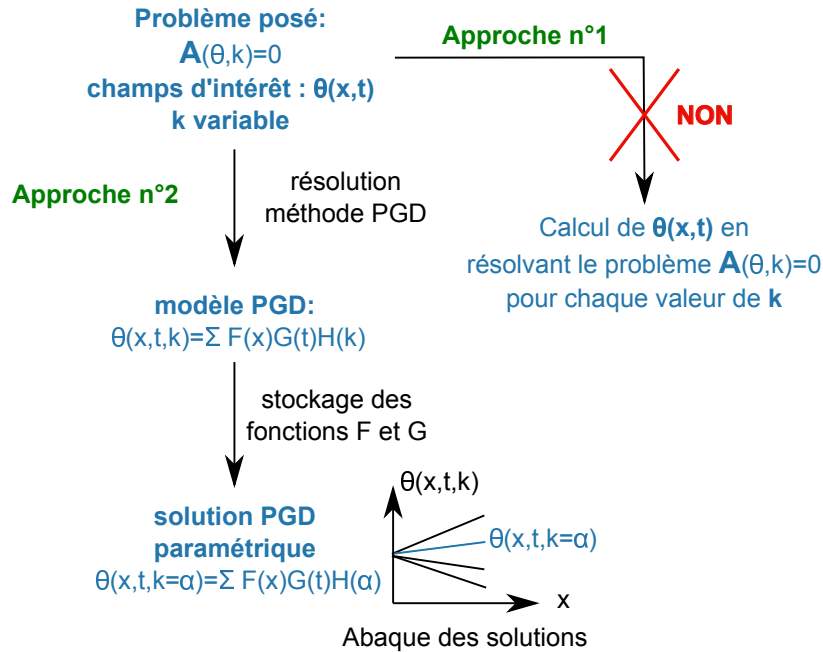 Problème posé:
A(θ,k)=0
champs d'intérêt : θ(x,t)
k variable
Approche n°1
NON
Calcul de θ(x,t) en
résolvant le problème A(θ,k)=0
pour chaque valeur de k
Approche n°2
résolution
méthode PGD
modèle PGD:
θ(x,t,k)=Σ F(x)G(t)H(k)
stockage des
fonctions F et G
solution PGD
paramétrique
θ(x,t,k=α)=Σ F(x)G(t)H(α)
θ(x,t,k)
θ(x,t,k=α)
x
Abaque des solutions